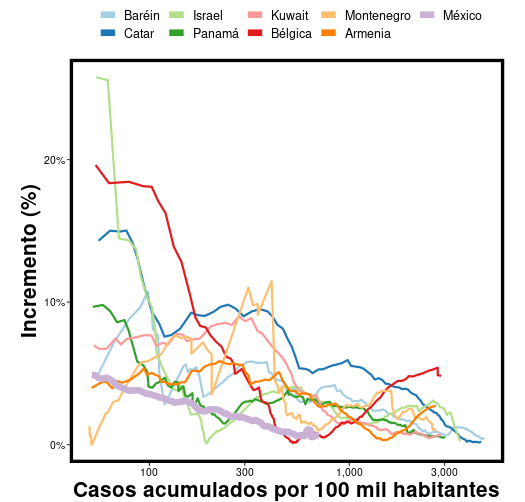 Baréin Israel Kuwait Montenegro México
Catar Panamá Bélgica Armenia
Incremento (%)
20%
10%
0%
100 300 1,000 3,000
Casos acumulados por 100 mil habitantes